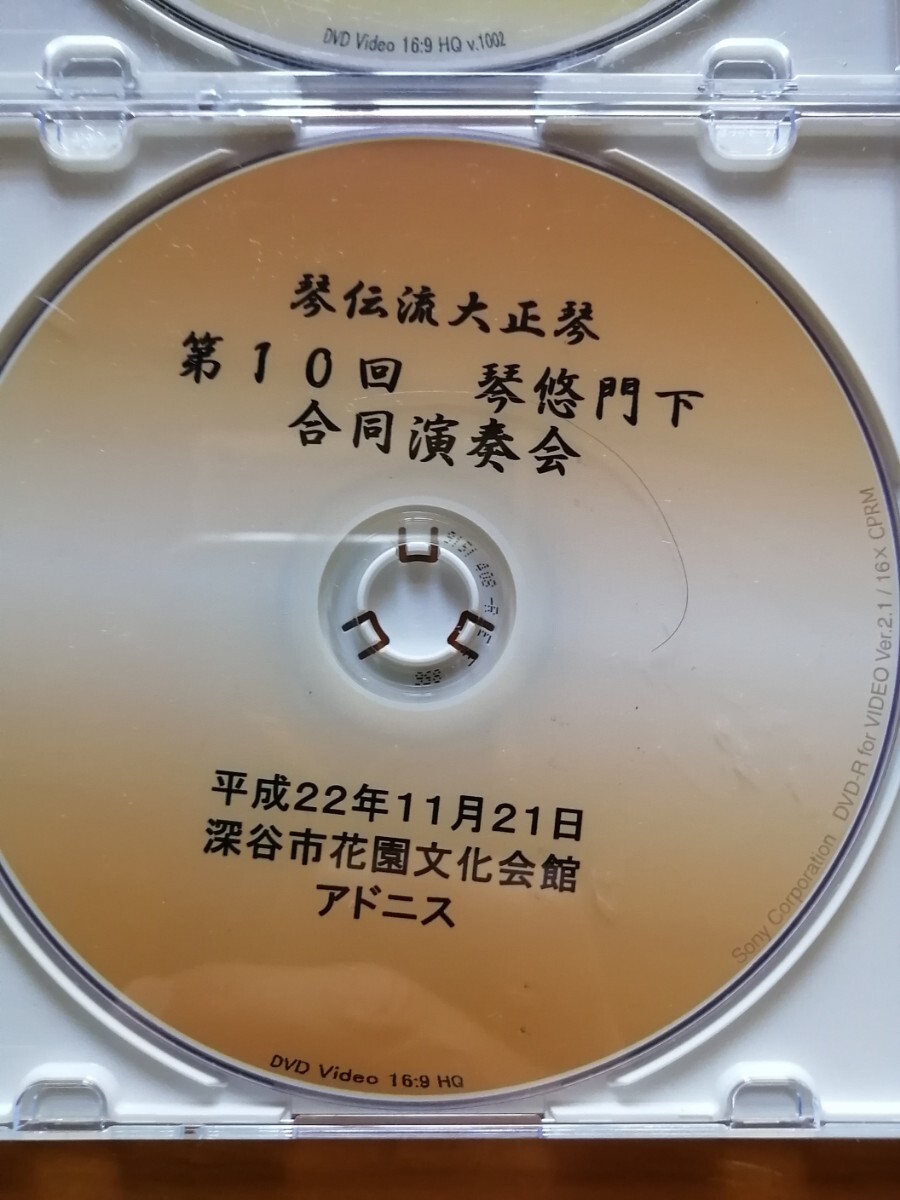 DVD Video 16:9 HQ v.1002
琴伝流大正琴
第10回　琴悠門下
合同演奏会
平成22年11月21日
深谷市花園文化会館
アドニス
DVD Video 16:9 HQ
Sony Corporation DVD-R for VIDEO Ver.2.1 / 16× CPRM